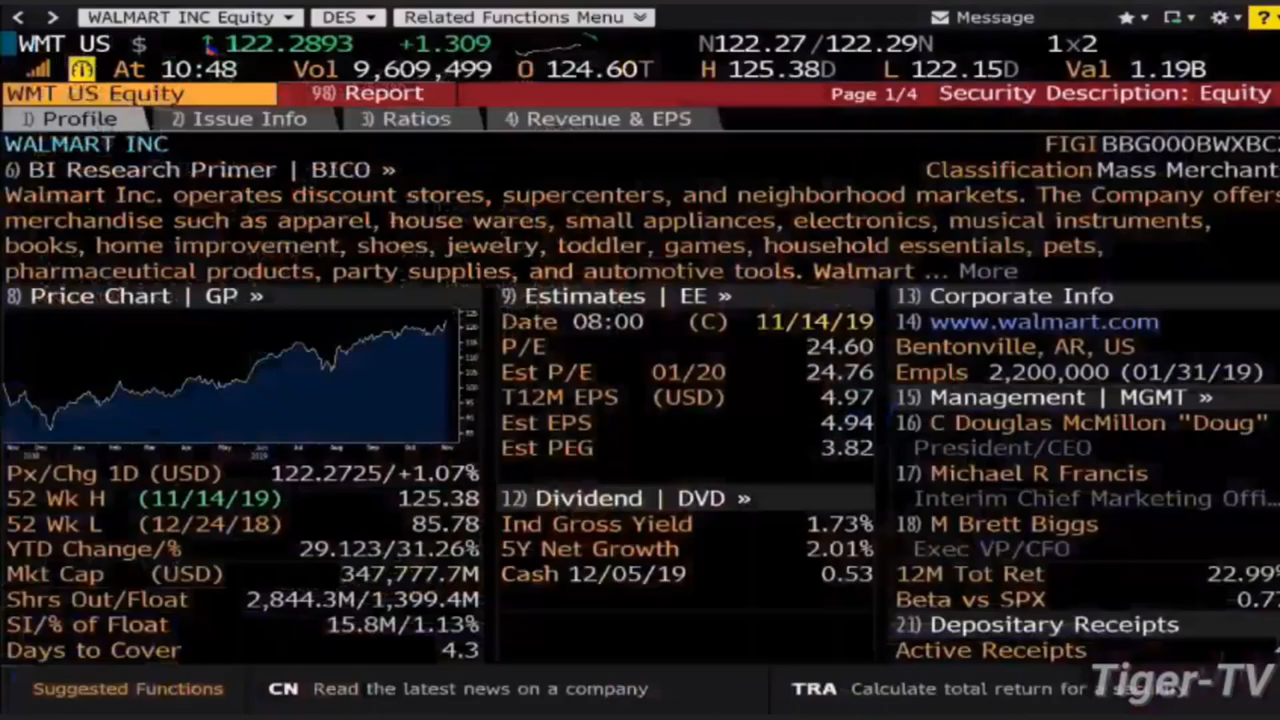 < > WALMART INC Equity DES Related Functions Menu Message ?
WMT US $ 122.2893 +1.309 N122.27/122.29N 1x2
At 10:48 Vol 9,609,499 O 124.60T H 125.38D L 122.15D Val 1.19B
WMT US Equity 98) Report Page 1/4 Security Description: Equity
1) Profile 2) Issue Info 3) Ratios 4) Revenue & EPS
WALMART INC FIGI BBG000BWXBC
6) BI Research Primer | BICO » Classification Mass Merchant
Walmart Inc. operates discount stores, supercenters, and neighborhood markets. The Company offers
merchandise such as apparel, house wares, small appliances, electronics, musical instruments,
books, home improvement, shoes, jewelry, toddler, games, household essentials, pets,
pharmaceutical products, party supplies, and automotive tools. Walmart ... More
8) Price Chart | GP » 9) Estimates | EE » 13) Corporate Info
Date 08:00 (C) 11/14/19 14) www.walmart.com
P/E 24.60 Bentonville, AR, US
Est P/E 01/20 24.76 Empls 2,200,000 (01/31/19)
T12M EPS (USD) 4.97 15) Management | MGMT »
Est EPS 4.94 16) C Douglas McMillon "Doug"
Est PEG 3.82 President/CEO
Px/Chg 1D (USD) 122.2725/+1.07% 17) Michael R Francis
52 Wk H (11/14/19) 125.38 12) Dividend | DVD » Interim Chief Marketing Offi...
52 Wk L (12/24/18) 85.78 Ind Gross Yield 1.73% 18) M Brett Biggs
YTD Change/% 29.123/31.26% 5Y Net Growth 2.01% Exec VP/CFO
Mkt Cap (USD) 347,777.7M Cash 12/05/19 0.53 12M Tot Ret 22.99%
Shrs Out/Float 2,844.3M/1,399.4M Beta vs SPX 0.7
SI/% of Float 15.8M/1.13% 21) Depositary Receipts
Days to Cover 4.3 Active Receipts
Suggested Functions CN Read the latest news on a company TRA Calculate total return for a
Tiger-TV